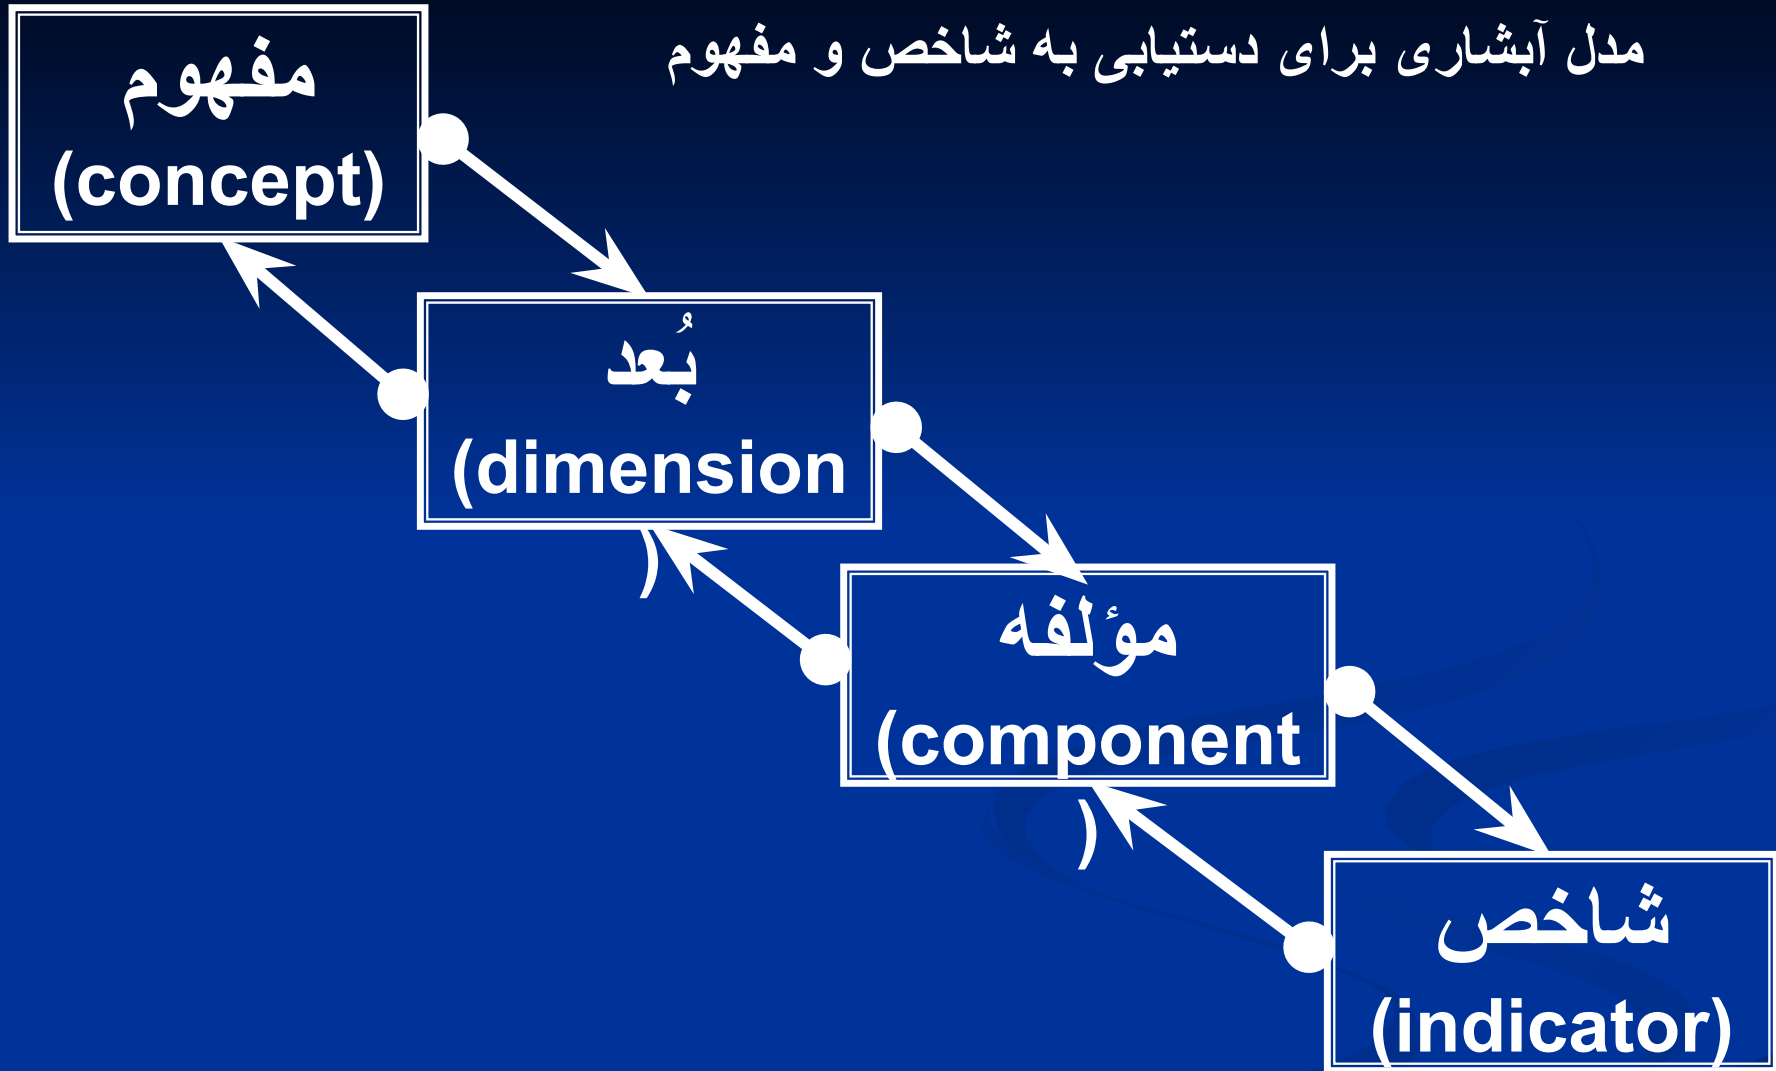 مدل آبشاری برای دستیابی به شاخص و مفهوم
مفهوم
(concept)
بُعد
(dimension
)
مؤلفه
(component
)
شاخص
(indicator)